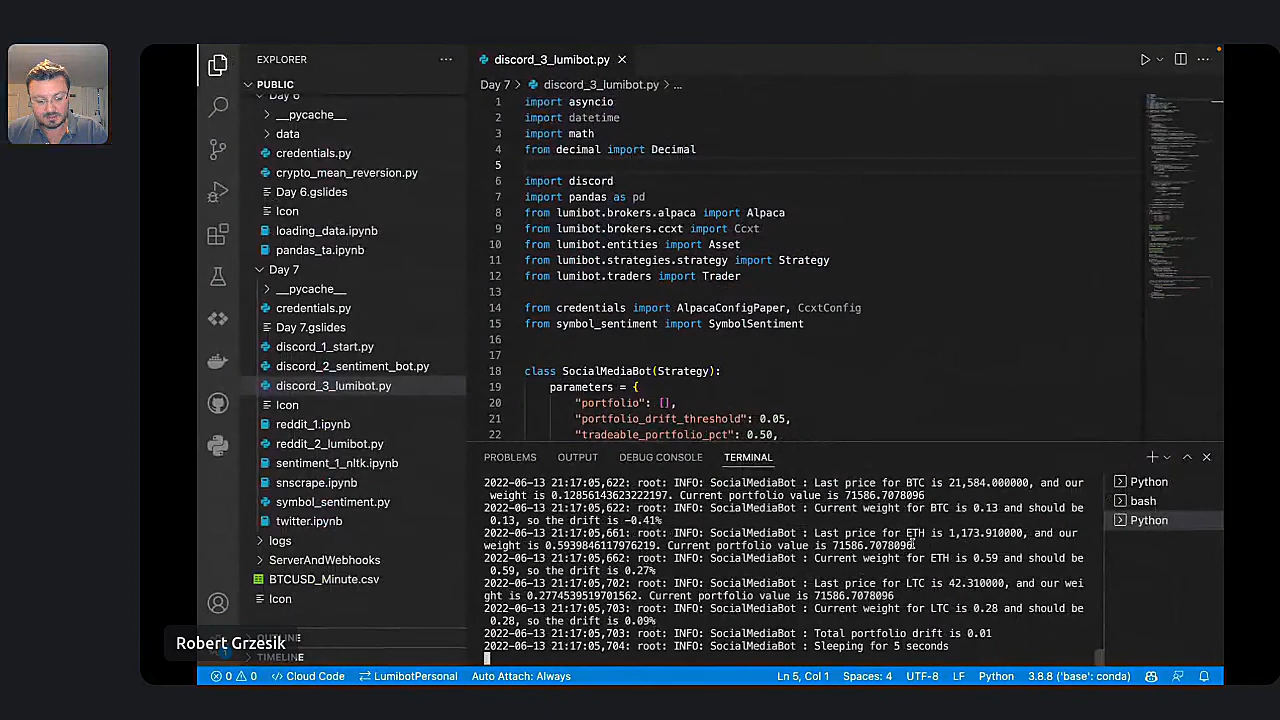 EXPLORER
PUBLIC
Day 6
__pycache__
data
credentials.py
crypto_mean_reversion.py
Day 6.gslides
Icon
loading_data.ipynb
pandas_ta.ipynb
Day 7
__pycache__
credentials.py
Day 7.gslides
discord_1_start.py
discord_2_sentiment_bot.py
discord_3_lumibot.py
Icon
reddit_1.ipynb
reddit_2_lumibot.py
sentiment_1_nltk.ipynb
snscrape.ipynb
symbol_sentiment.py
twitter.ipynb
logs
ServerAndWebhooks
BTCUSD_Minute.csv
Icon
OUTLINE
TIMELINE
Robert Grzesik
discord_3_lumibot.py
Day 7 > discord_3_lumibot.py > ...
1 import asyncio
2 import datetime
3 import math
4 from decimal import Decimal
5
6 import discord
7 import pandas as pd
8 from lumibot.brokers.alpaca import Alpaca
9 from lumibot.brokers.ccxt import Ccxt
10 from lumibot.entities import Asset
11 from lumibot.strategies.strategy import Strategy
12 from lumibot.traders import Trader
13
14 from credentials import AlpacaConfigPaper, CcxtConfig
15 from symbol_sentiment import SymbolSentiment
16
17
18 class SocialMediaBot(Strategy):
19 parameters = {
20 "portfolio": [],
21 "portfolio_drift_threshold": 0.05,
22 "tradeable_portfolio_pct": 0.50,
PROBLEMS OUTPUT DEBUG CONSOLE TERMINAL
2022-06-13 21:17:05,622: root: INFO: SocialMediaBot : Last price for BTC is 21,584.000000, and our
weight is 0.12856143623222197. Current portfolio value is 71586.7078096
2022-06-13 21:17:05,622: root: INFO: SocialMediaBot : Current weight for BTC is 0.13 and should be
0.13, so the drift is -0.41%
2022-06-13 21:17:05,661: root: INFO: SocialMediaBot : Last price for ETH is 1,173.910000, and our
weight is 0.5939846117976219. Current portfolio value is 71586.7078096
2022-06-13 21:17:05,662: root: INFO: SocialMediaBot : Current weight for ETH is 0.59 and should be
0.59, so the drift is 0.27%
2022-06-13 21:17:05,702: root: INFO: SocialMediaBot : Last price for LTC is 42.310000, and our wei
ght is 0.2774539519701562. Current portfolio value is 71586.7078096
2022-06-13 21:17:05,703: root: INFO: SocialMediaBot : Current weight for LTC is 0.28 and should be
0.28, so the drift is 0.09%
2022-06-13 21:17:05,703: root: INFO: SocialMediaBot : Total portfolio drift is 0.01
2022-06-13 21:17:05,704: root: INFO: SocialMediaBot : Sleeping for 5 seconds
Python
bash
Python
0 0 Cloud Code LumibotPersonal Auto Attach: Always Ln 5, Col 1 Spaces: 4 UTF-8 LF Python 3.8.8 ('base': conda)